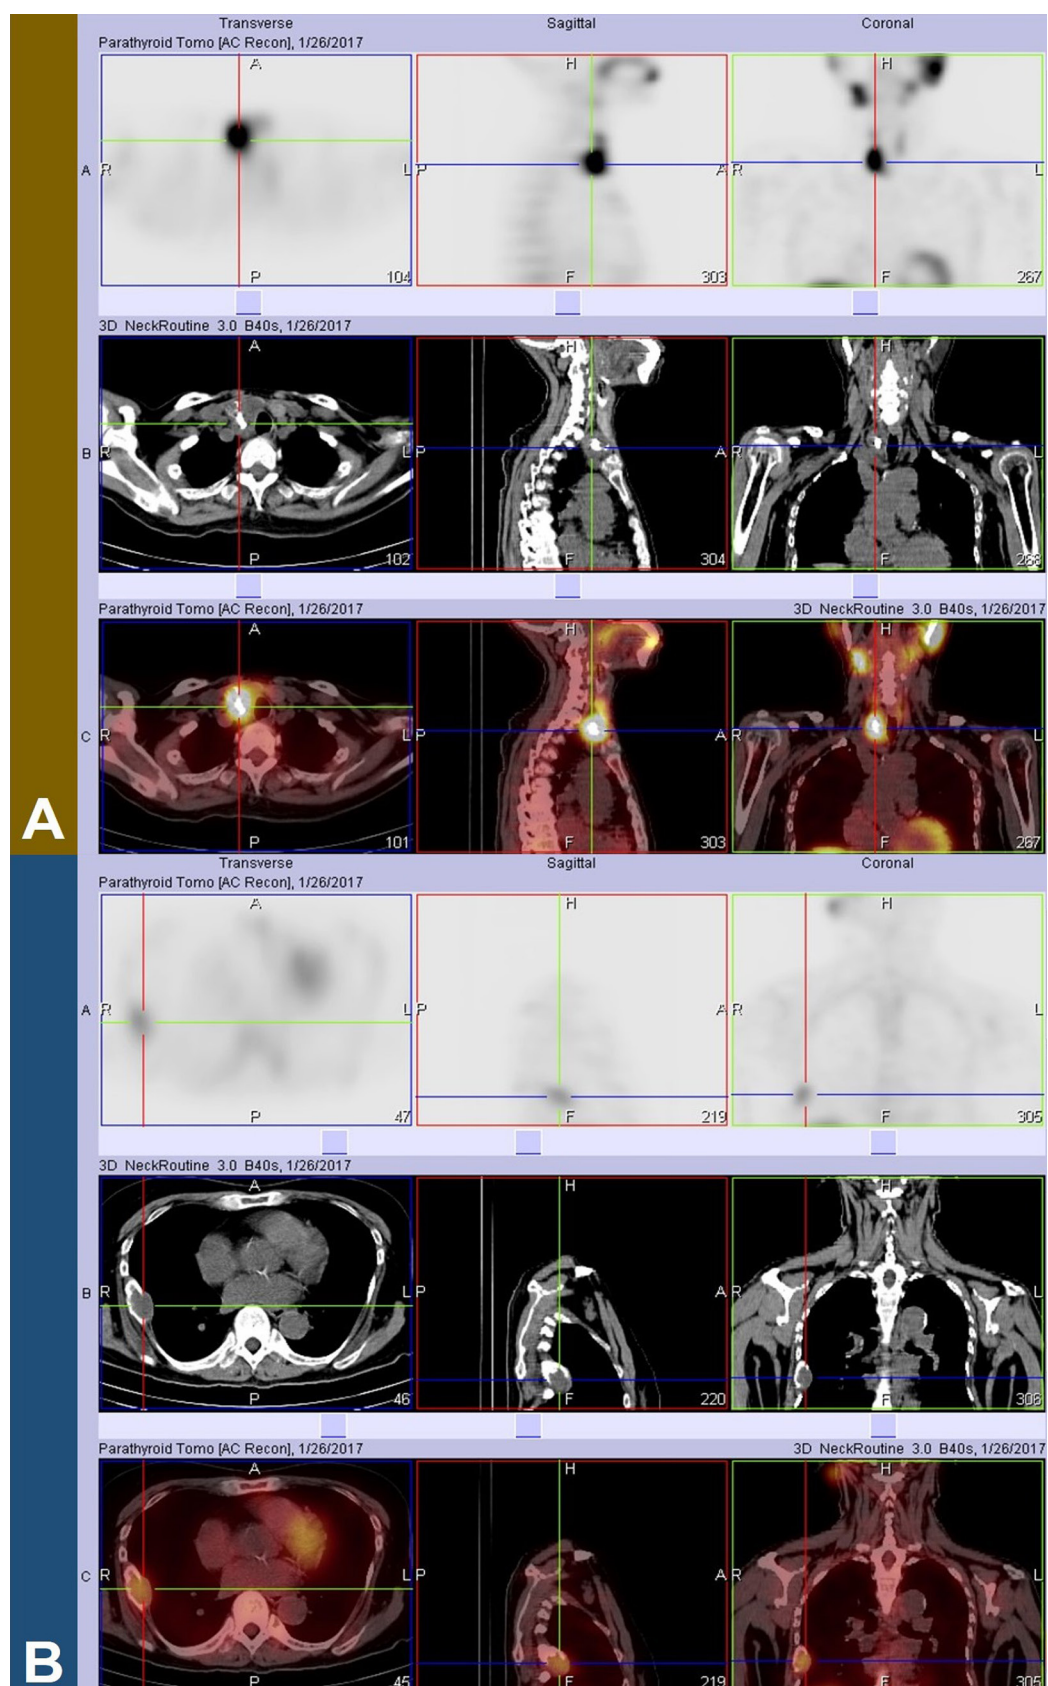 Transverse Sagittal Coronal
Parathyroid Tomo [AC Recon], 1/26/2017
A H H
A R L P A R L
P 104 F 303 F 267
3D NeckRoutine 3.0 B40s, 1/26/2017
A H H
B R L P A R L
P 102 F 304 F 268
Parathyroid Tomo [AC Recon], 1/26/2017 3D NeckRoutine 3.0 B40s, 1/26/2017
A H H
C R L P A R L
A
P 101 F 303 F 267
Transverse Sagittal Coronal
Parathyroid Tomo [AC Recon], 1/26/2017
A H H
A R L P A R L
P 47 F 219 F 305
3D NeckRoutine 3.0 B40s, 1/26/2017
A H H
B R L P A R L
P 46 F 220 F 306
Parathyroid Tomo [AC Recon], 1/26/2017 3D NeckRoutine 3.0 B40s, 1/26/2017
A H H
C R L P A R L
B
P 45 F 219 F 305